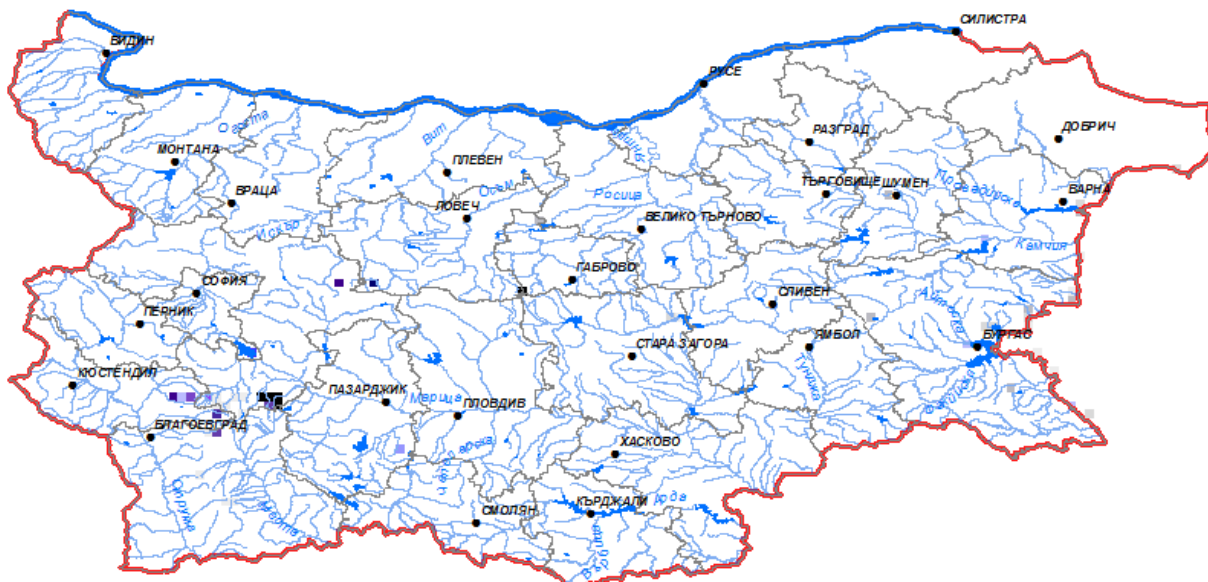 СИЛИСТРА
ВИДИН
РУСЕ
Огоста
Вит
РАЗГРАД
ДОБРИЧ
МОНТАНА
ПЛЕВЕН
Осъм
ВРАЦА
Росица
ТЪРГОВИЩЕ
ШУМЕН
ВАРНА
ЛОВЕЧ
ВЕЛИКО ТЪРНОВО
Искър
Камчия
ГАБРОВО
СОФИЯ
СЛИВЕН
ПЕРНИК
ЯМБОЛ
БУРГАС
СТАРА ЗАГОРА
КЮСТЕНДИЛ
ПАЗАРДЖИК
Марица
ПЛОВДИВ
БЛАГОЕВГРАД
ХАСКОВО
КЪРДЖАЛИ
СМОЛЯН